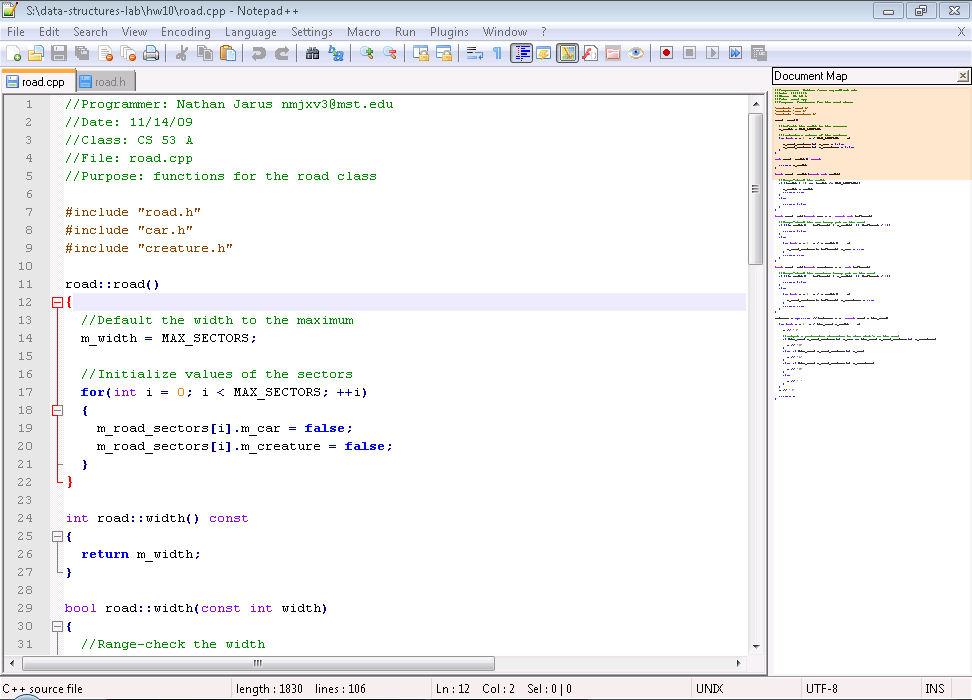 S:\data-structures-lab\hw10\road.cpp - Notepad++
File Edit Search View Encoding Language Settings Macro Run Plugins Window ? X
road.cpp road.h
Document Map
1 //Programmer: Nathan Jarus nmjxv3@mst.edu
2 //Date: 11/14/09
3 //Class: CS 53 A
4 //File: road.cpp
5 //Purpose: functions for the road class
6
7 #include "road.h"
8 #include "car.h"
9 #include "creature.h"
10
11 road::road()
12 {
13 //Default the width to the maximum
14 m_width = MAX_SECTORS;
15
16 //Initialize values of the sectors
17 for(int i = 0; i < MAX_SECTORS; ++i)
18 {
19 m_road_sectors[i].m_car = false;
20 m_road_sectors[i].m_creature = false;
21 }
22 }
23
24 int road::width() const
25 {
26 return m_width;
27 }
28
29 bool road::width(const int width)
30 {
31 //Range-check the width
C++ source file length : 1830 lines : 106 Ln : 12 Col : 2 Sel : 0 | 0 UNIX UTF-8 INS